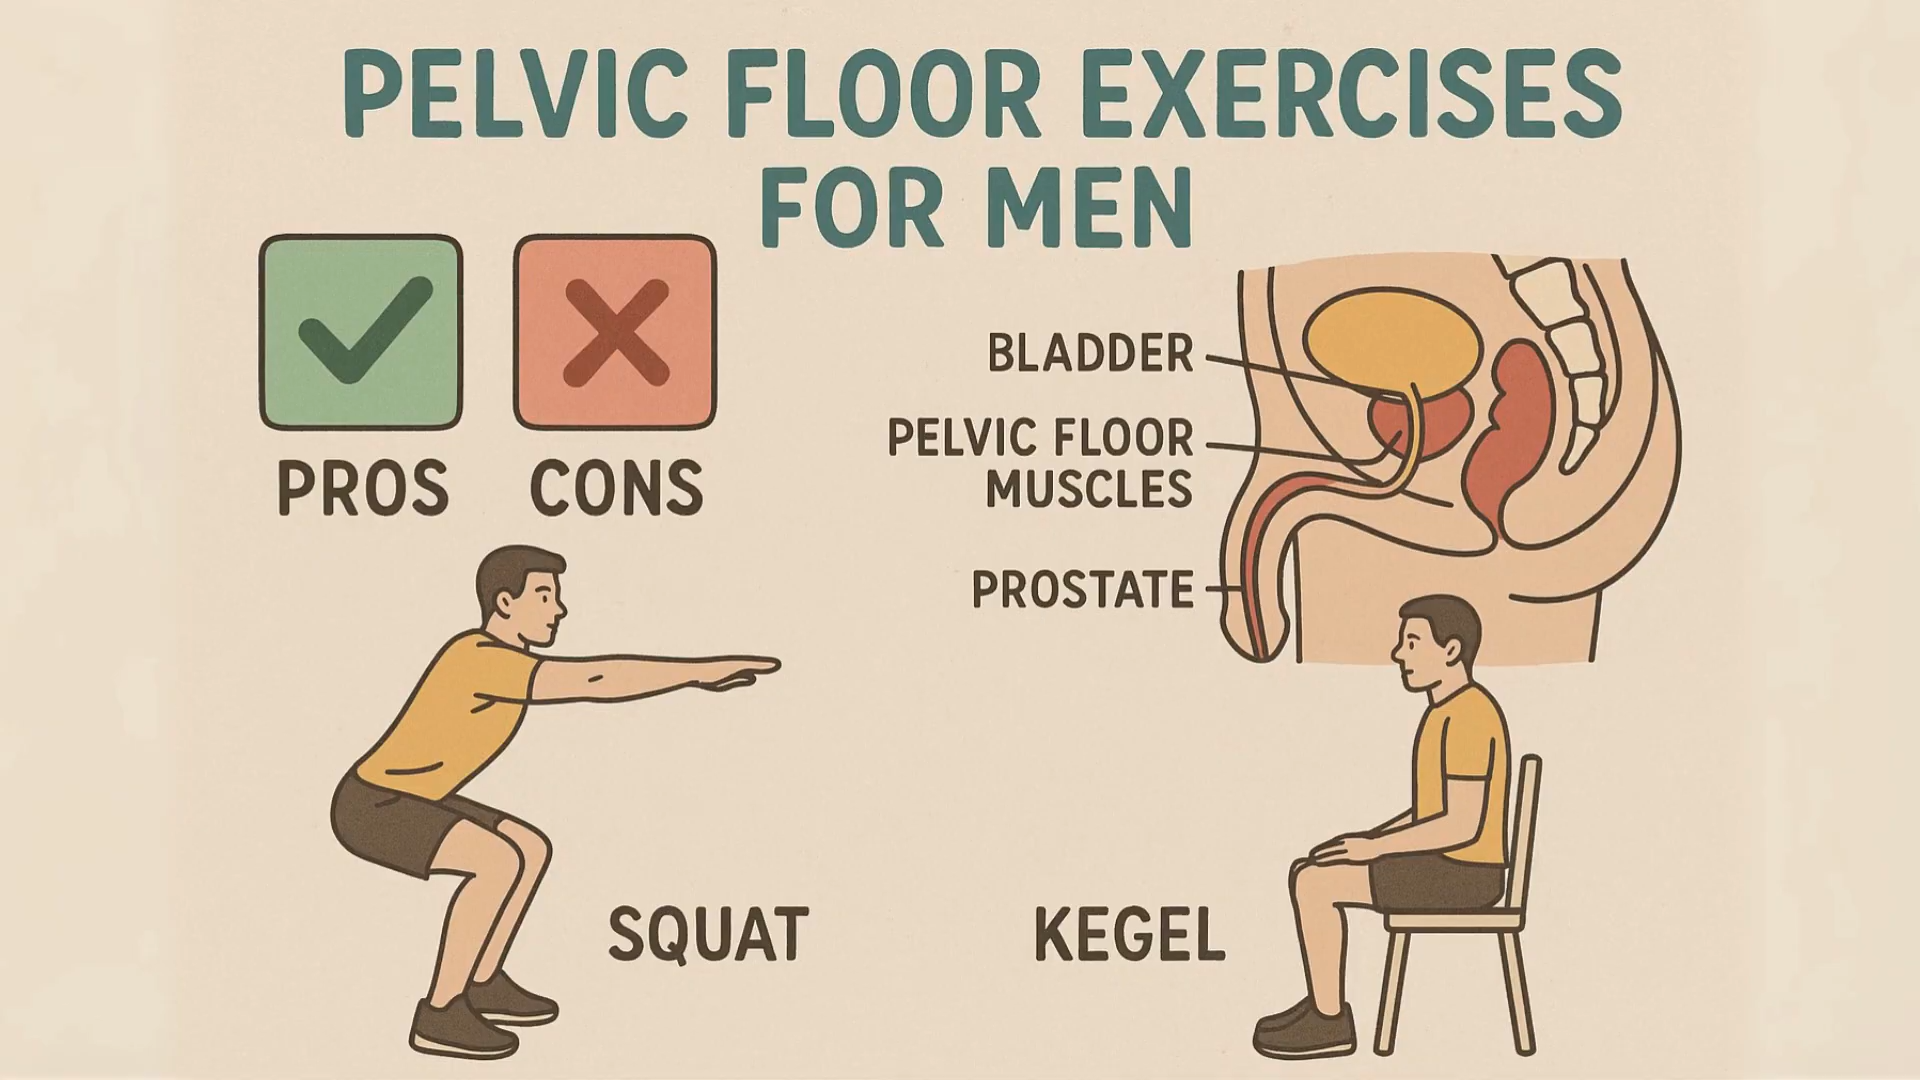 PELVIC FLOOR EXERCISES
FOR MEN
PROS
CONS
BLADDER
PELVIC FLOOR
MUSCLES
PROSTATE
SQUAT
KEGEL